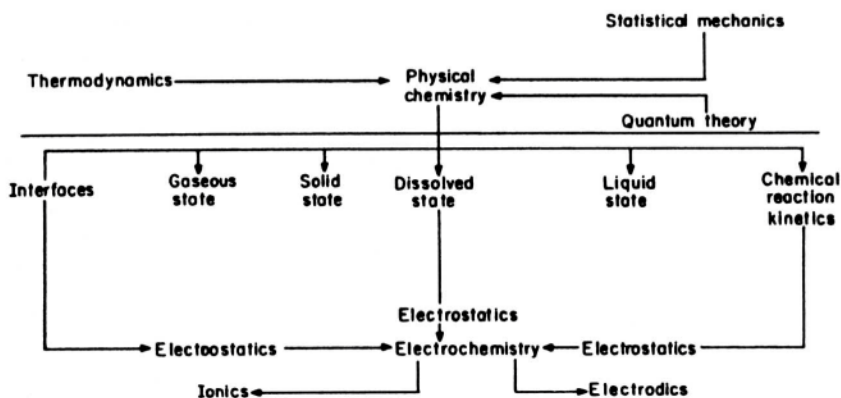 Statistical mechanics
Thermodynamics
Physical
chemistry
Quantum theory
Interfaces
Gaseous
state
Solid
state
Dissolved
state
Liquid
state
Chemical
reaction
kinetics
Electrostatics
Electoostatics
Electrochemistry
Electrostatics
Ionics
Electrodics